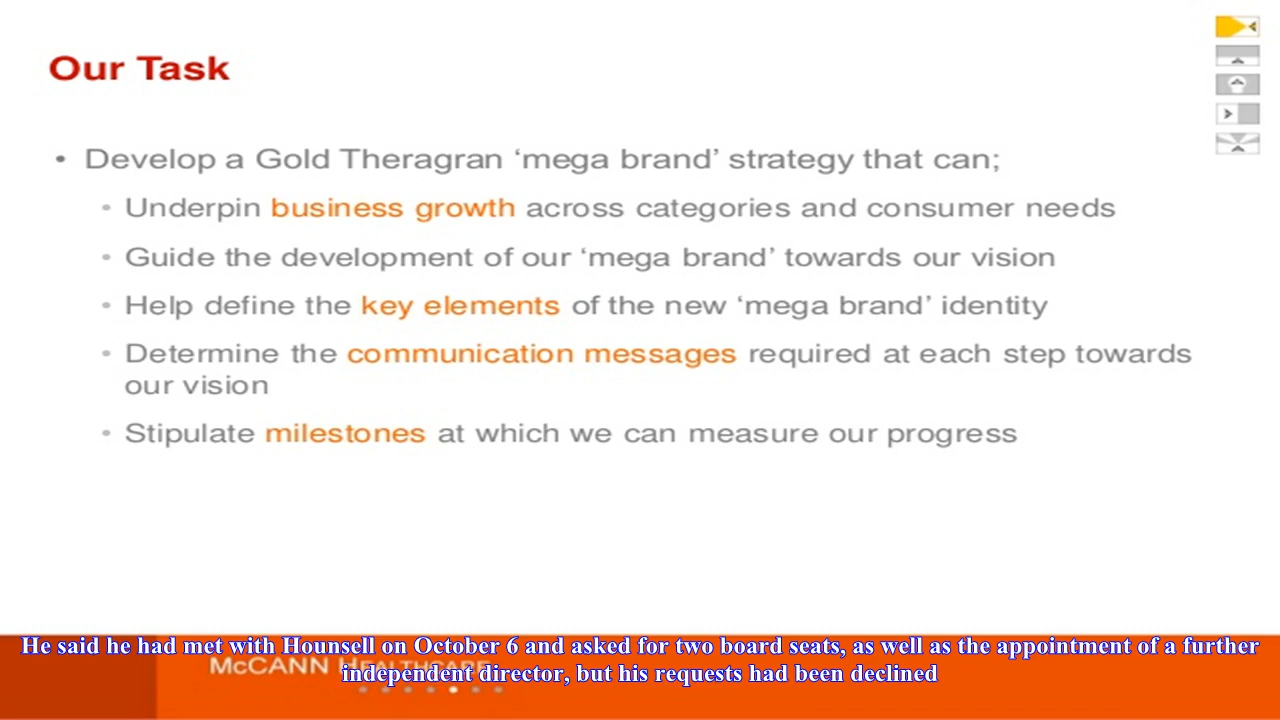 Our Task
• Develop a Gold Theragran ‘mega brand’ strategy that can;
• Underpin business growth across categories and consumer needs
• Guide the development of our ‘mega brand’ towards our vision
• Help define the key elements of the new ‘mega brand’ identity
• Determine the communication messages required at each step towards
our vision
• Stipulate milestones at which we can measure our progress
He said he had met with Hounsell on October 6 and asked for two board seats, as well as the appointment of a further
McCANN HEALTHCARE
independent director, but his requests had been declined